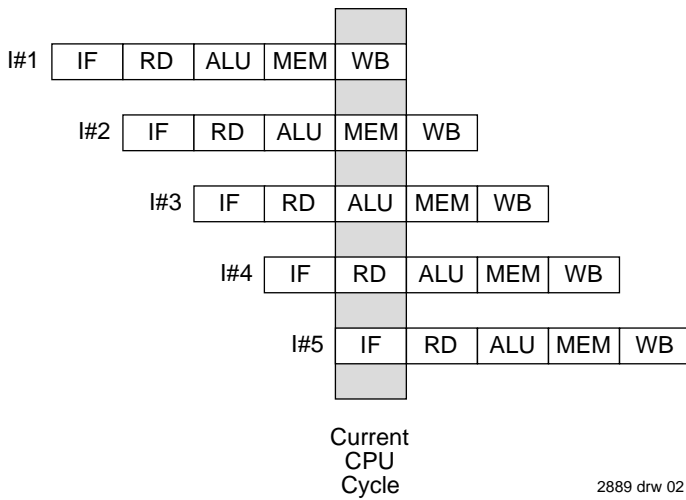 I#1 IF RD ALU MEM WB
I#2 IF RD ALU MEM WB
I#3 IF RD ALU MEM WB
I#4 IF RD ALU MEM WB
I#5 IF RD ALU MEM WB
Current
CPU
Cycle
2889 drw 02